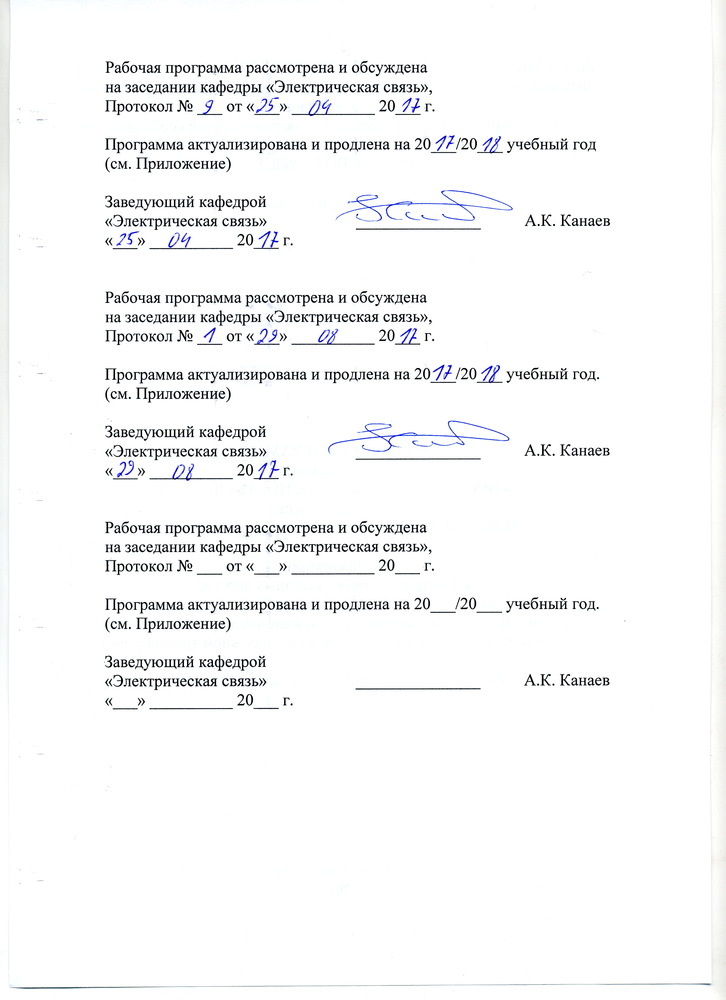 Рабочая программа рассмотрена и обсуждена
на заседании кафедры «Электрическая связь»,
Протокол № 9 от «25» 04 2017 г.
Программа актуализирована и продлена на 2017/2018 учебный год
(см. Приложение)
Заведующий кафедрой
«Электрическая связь» А.К. Канаев
«25» 04 2017 г.
Рабочая программа рассмотрена и обсуждена
на заседании кафедры «Электрическая связь»,
Протокол № 1 от «29» 08 2017 г.
Программа актуализирована и продлена на 2017/2018 учебный год.
(см. Приложение)
Заведующий кафедрой
«Электрическая связь» А.К. Канаев
«29» 08 2017 г.
Рабочая программа рассмотрена и обсуждена
на заседании кафедры «Электрическая связь»,
Протокол № ___ от «___» __________ 20___ г.
Программа актуализирована и продлена на 20___/20___ учебный год.
(см. Приложение)
Заведующий кафедрой
«Электрическая связь» _______________ А.К. Канаев
«___» __________ 20___ г.